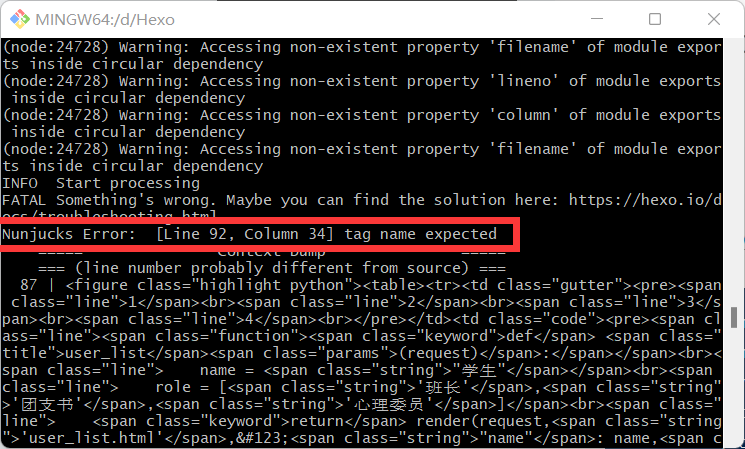 MINGW64:/d/Hexo
(node:24728) Warning: Accessing non-existent property 'filename' of module expor
ts inside circular dependency
(node:24728) Warning: Accessing non-existent property 'lineno' of module exports
 inside circular dependency
(node:24728) Warning: Accessing non-existent property 'column' of module exports
 inside circular dependency
(node:24728) Warning: Accessing non-existent property 'filename' of module expor
ts inside circular dependency
INFO  Start processing
FATAL Something's wrong. Maybe you can find the solution here: https://hexo.io/d
ocs/troubleshooting.html
Nunjucks Error:  [Line 92, Column 34] tag name expected
    =====               Context Dump               =====
    === (line number probably different from source) ===
  87 | <figure class="highlight python"><table><tr><td class="gutter"><pre><span
 class="line">1</span><br><span class="line">2</span><br><span class="line">3</s
pan><br><span class="line">4</span><br></pre></td><td class="code"><pre><span cl
ass="line"><span class="function"><span class="keyword">def</span> <span class="
title">user_list</span><span class="params">(request)</span>:</span></span><br><
span class="line">    name = <span class="string">"学生"</span></span><br><span
class="line">    role = [<span class="string">'班长'</span>,<span class="string"
>'团支书'</span>,<span class="string">'心理委员'</span>]</span><br><span class="
line">    <span class="keyword">return</span> render(request,<span class="string
">'user_list.html'</span>,&#123;<span class="string">"name"</span>: name,<span c